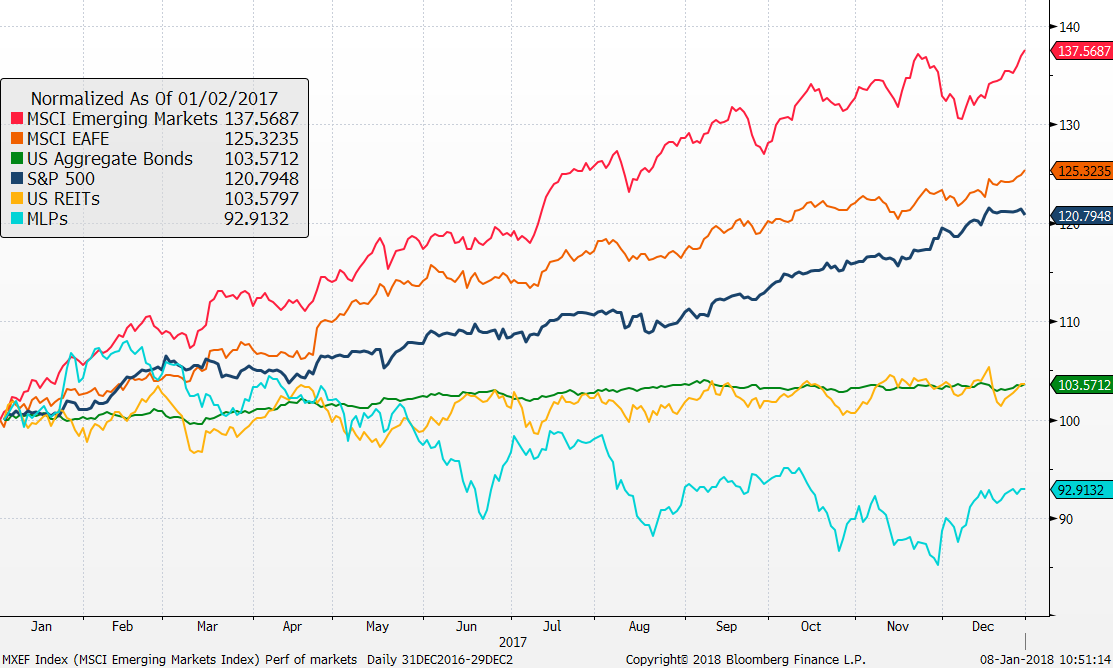 Normalized As Of 01/02/2017
MSCI Emerging Markets 137.5687
MSCI EAFE 125.3235
US Aggregate Bonds 103.5712
S&P 500 120.7948
US REITs 103.5797
MLPs 92.9132
140
137.5687
130
125.3235
120.7948
120
110
103.5712
100
92.9132
90
Jan Feb Mar Apr May Jun Jul Aug Sep Oct Nov Dec
2017
MXEF Index (MSCI Emerging Markets Index) Perf of markets Daily 31DEC2016-29DEC2 Copyright© 2018 Bloomberg Finance L.P. 08-Jan-2018 10:51:14